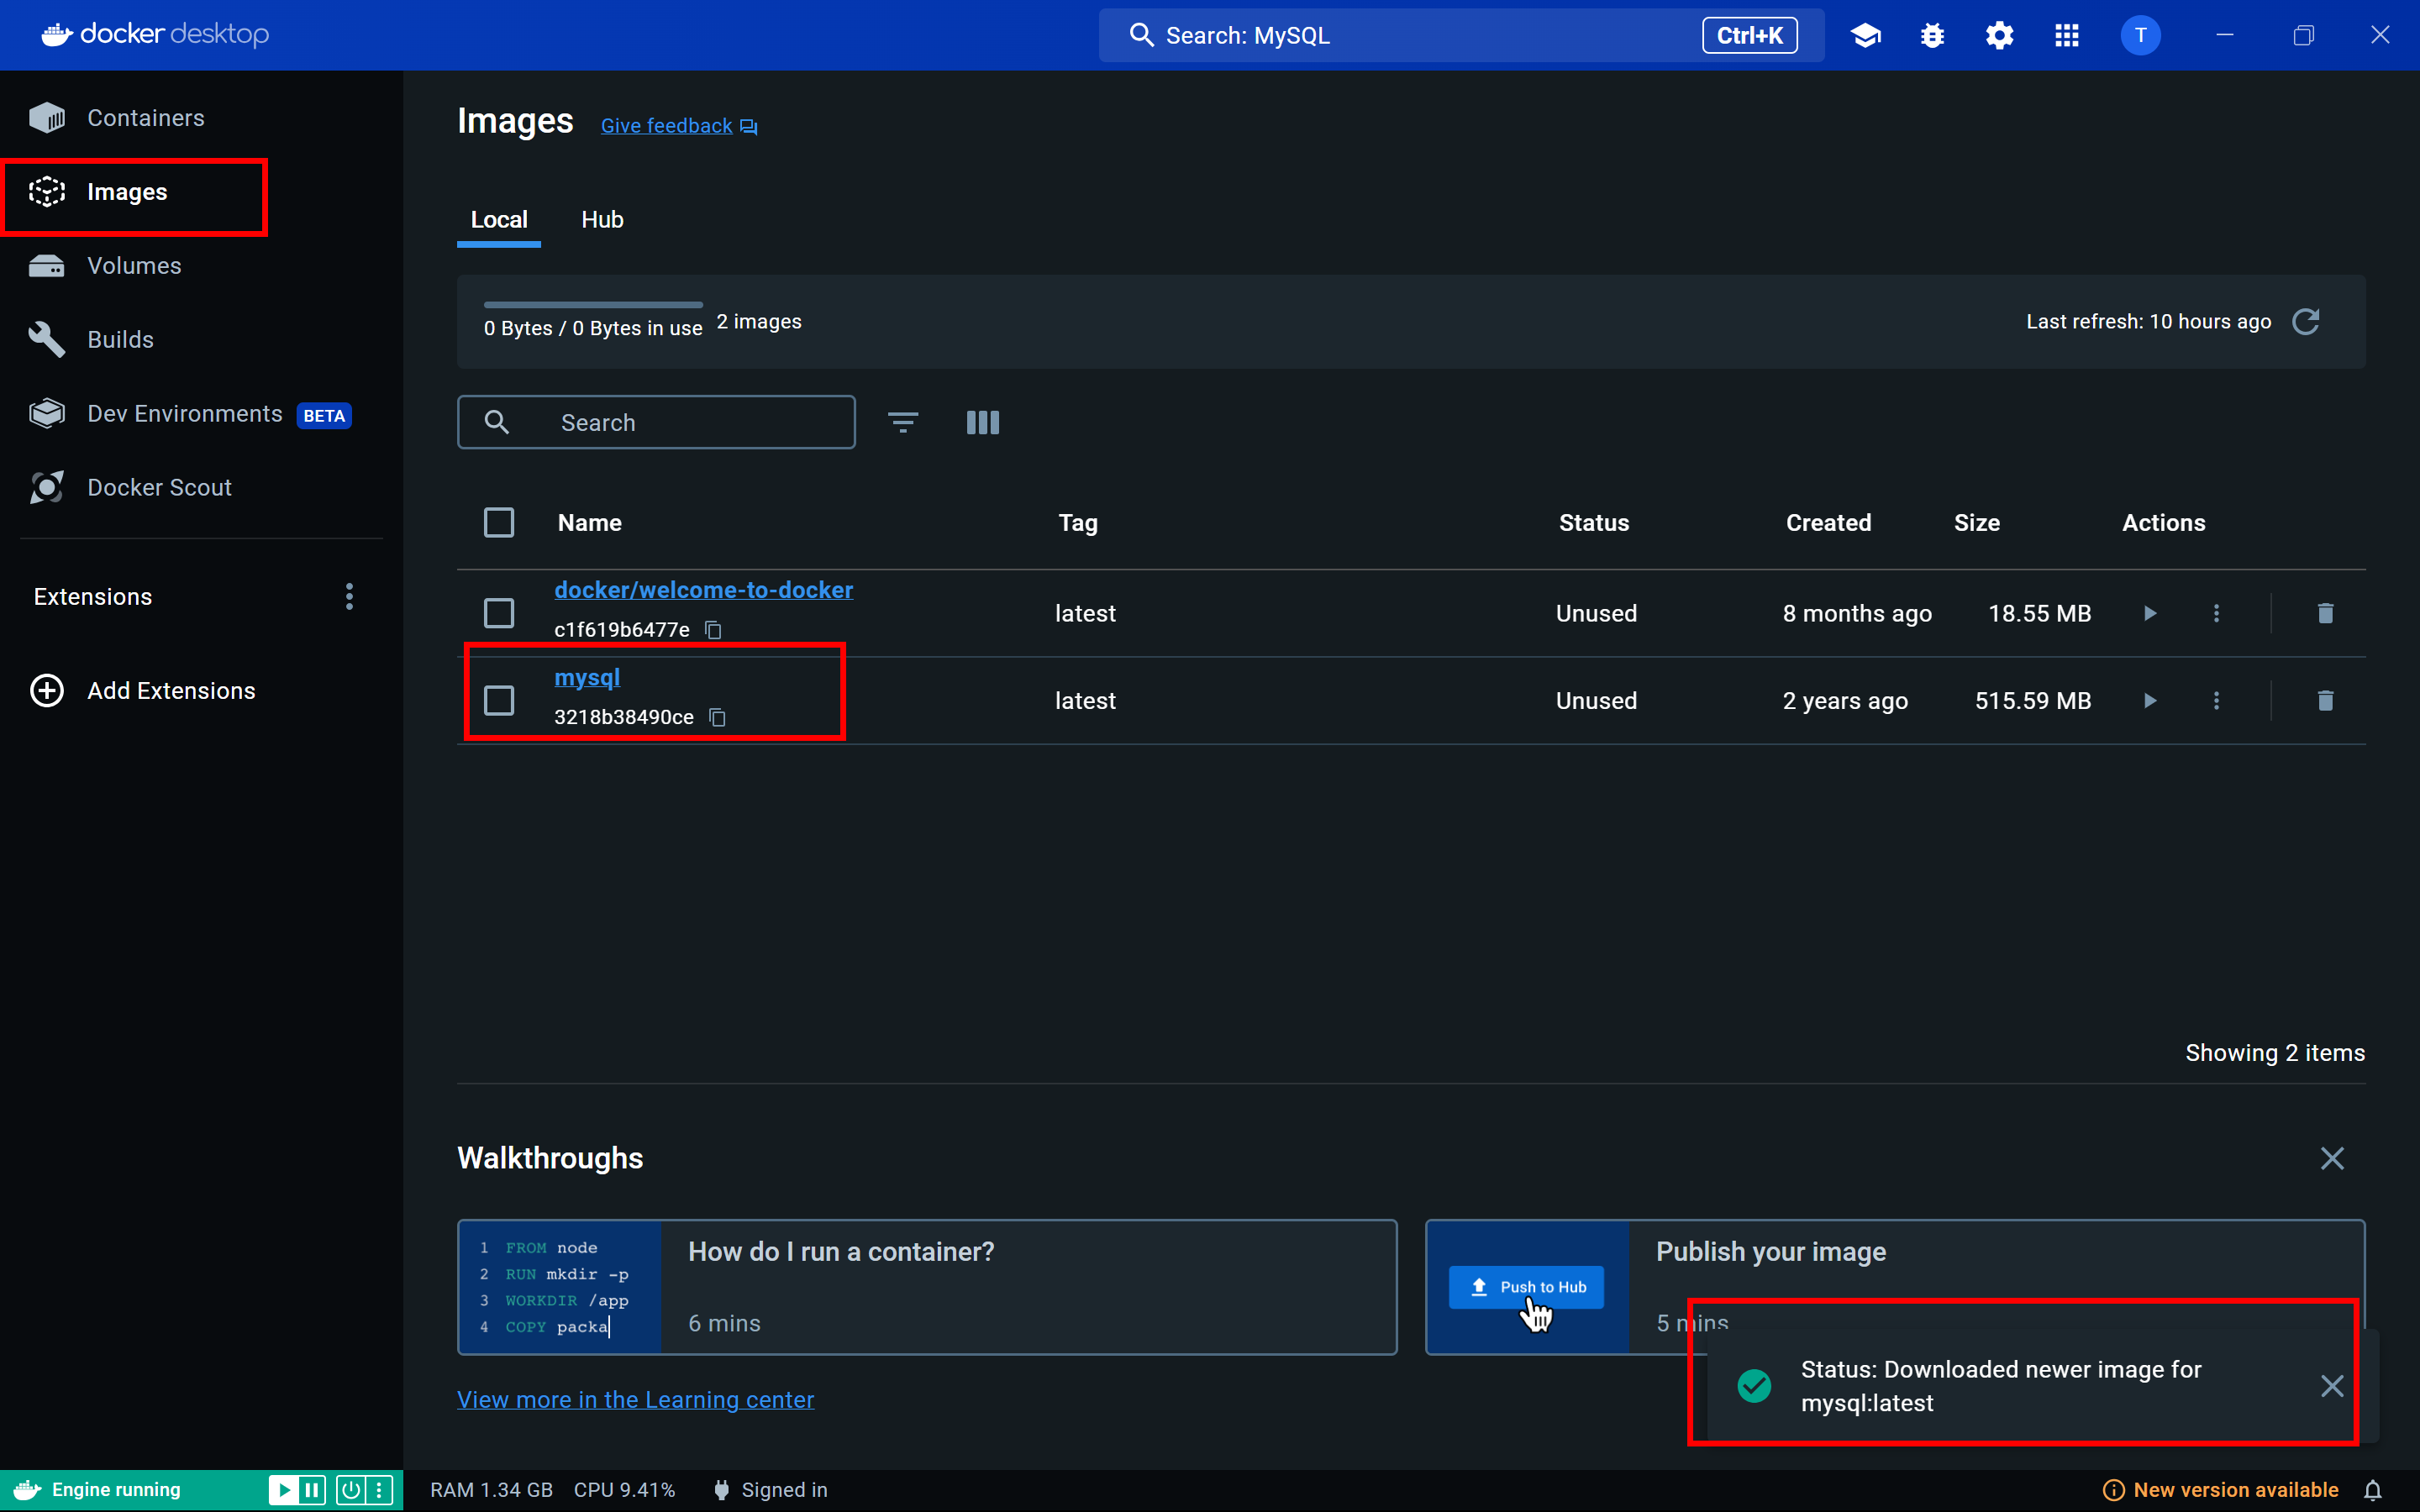 docker desktop
Search: MySQL
Ctrl+K
T
Containers
Images
Volumes
Builds
Dev Environments BETA
Docker Scout
Extensions
Add Extensions
Images Give feedback
Local Hub
0 Bytes / 0 Bytes in use 2 images Last refresh: 10 hours ago
Search
Name Tag Status Created Size Actions
docker/welcome-to-docker
c1f619b6477e
latest Unused 8 months ago 18.55 MB
mysql
3218b38490ce
latest Unused 2 years ago 515.59 MB
Showing 2 items
Walkthroughs
1 FROM node
2 RUN mkdir -p
3 WORKDIR /app
4 COPY packa
How do I run a container?
6 mins
Push to Hub
Publish your image
5 mins
Status: Downloaded newer image for
mysql:latest
View more in the Learning center
Engine running
RAM 1.34 GB CPU 9.41% Signed in
New version available